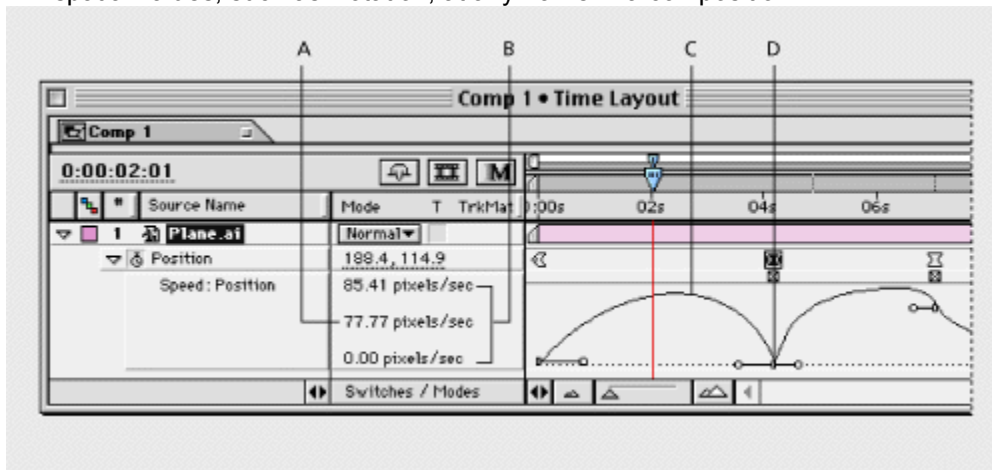 A B C D
Comp 1 • Time Layout
Comp 1
0:00:02:01
M
# Source Name Mode T TrkMat 0:00s 02s 04s 06s
1 Plane.ai Normal
Position 188.4, 114.9
Speed: Position 85.41 pixels/sec
77.77 pixels/sec
0.00 pixels/sec
Switches / Modes